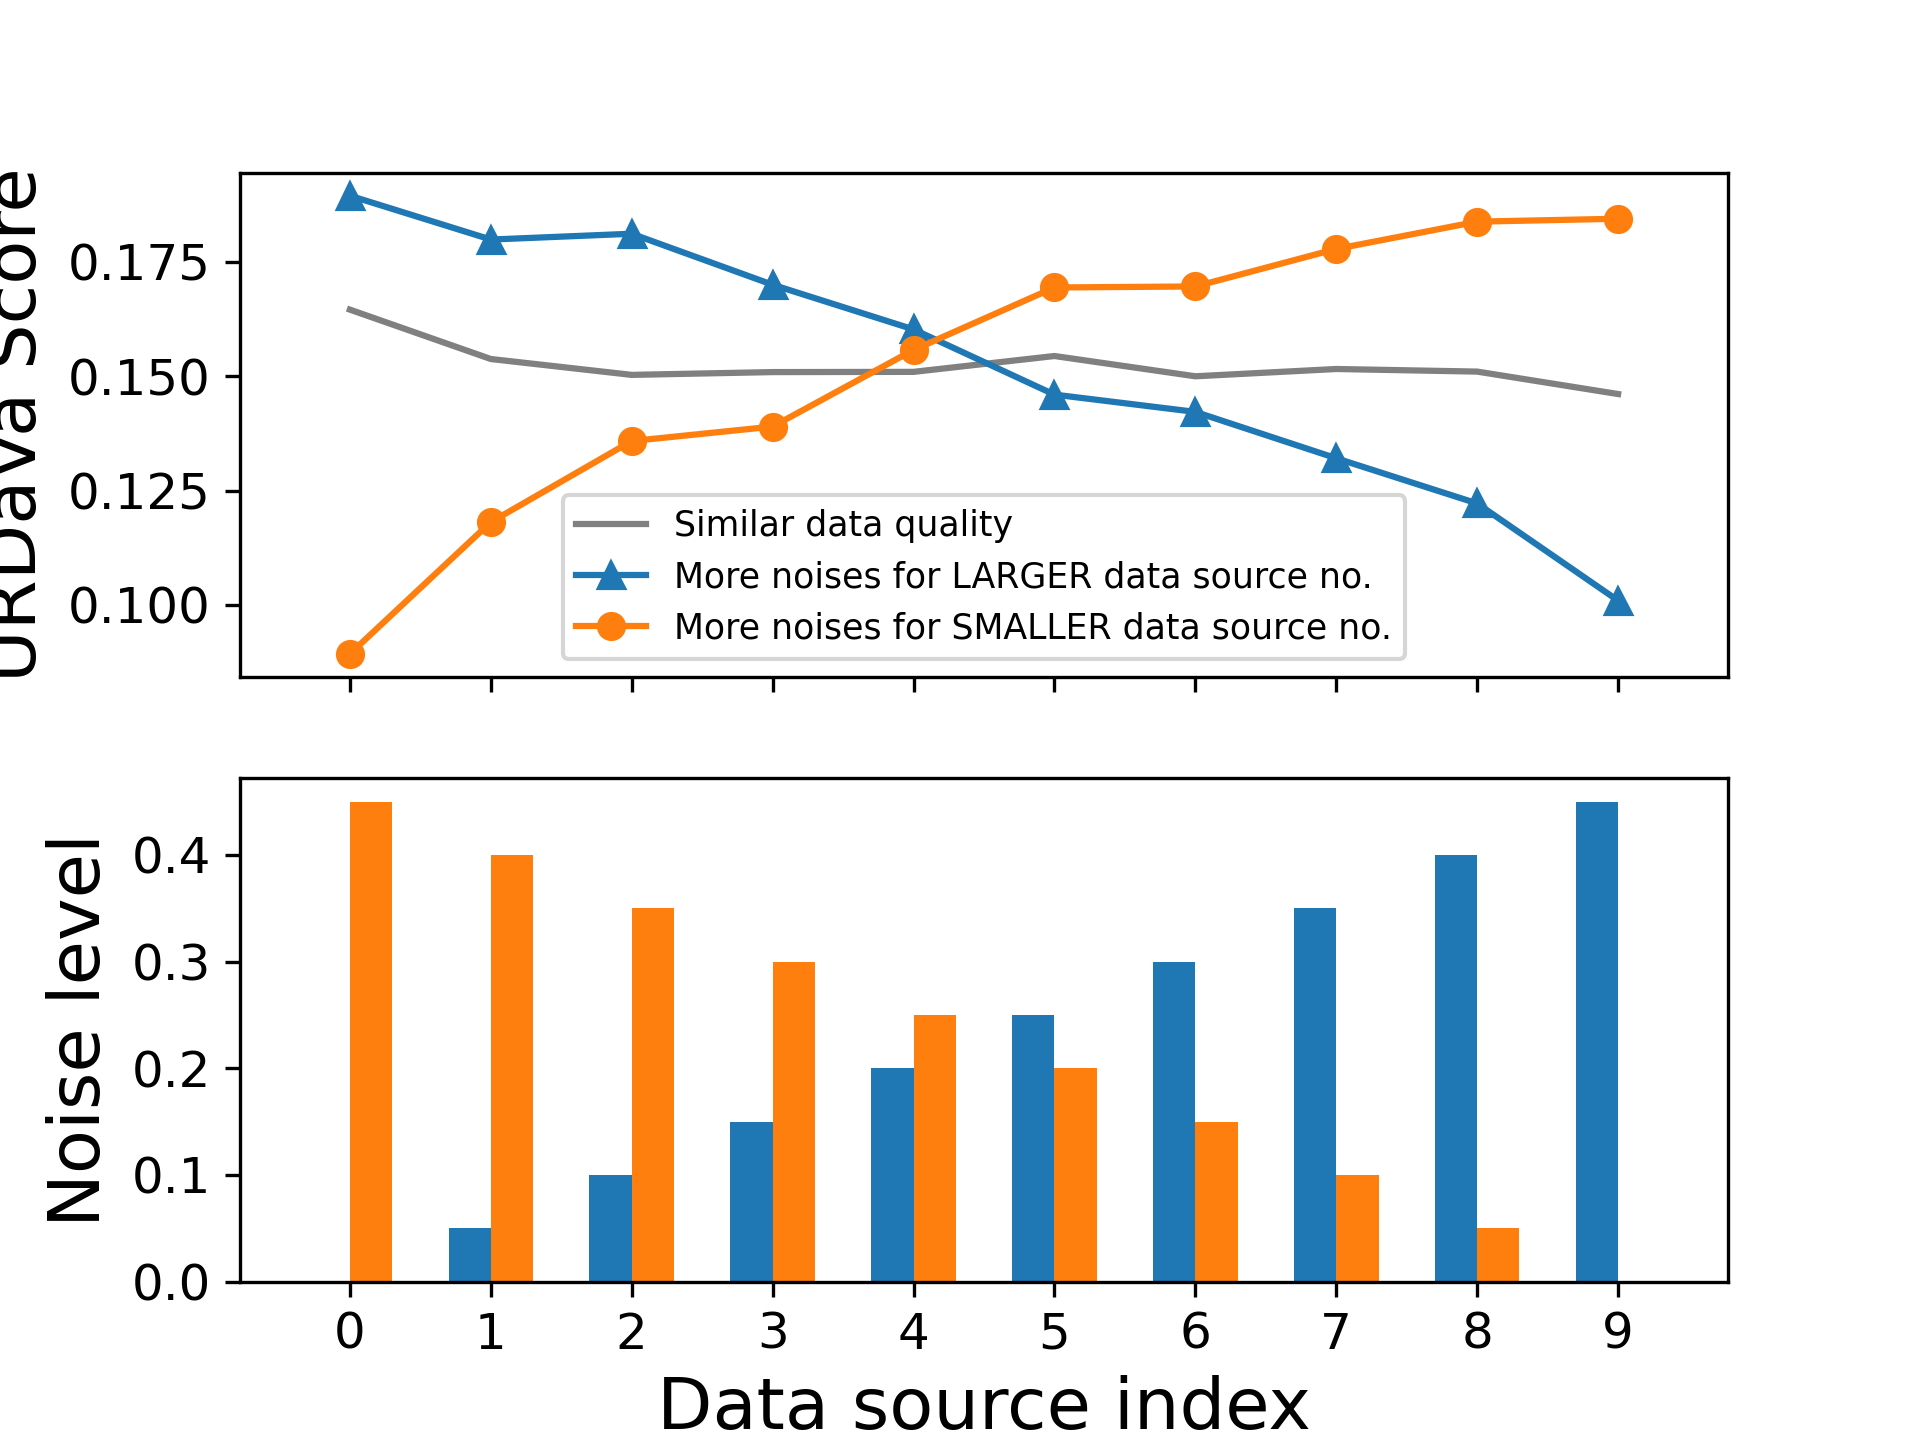 URDaVa Score
0.175
0.150
0.125
0.100
Similar data quality
More noises for LARGER data source no.
More noises for SMALLER data source no.
Noise level
0.4
0.3
0.2
0.1
0.0
0 1 2 3 4 5 6 7 8 9
Data source index